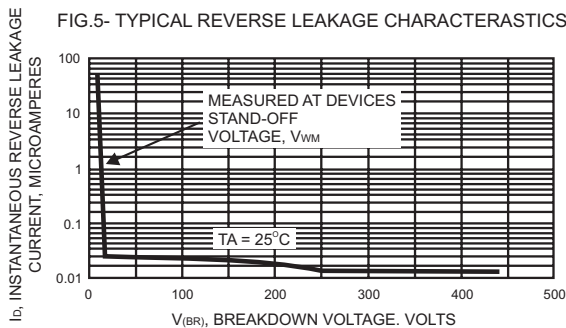 FIG.5- TYPICAL REVERSE LEAKAGE CHARACTERASTICS
ID, INSTANTANEOUS REVERSE LEAKAGE
CURRENT, MICROAMPERES
100
10
1
0.1
0.01
MEASURED AT DEVICES
STAND-OFF
VOLTAGE, VWM
TA = 25°C
0 100 200 300 400 500
V(BR), BREAKDOWN VOLTAGE. VOLTS